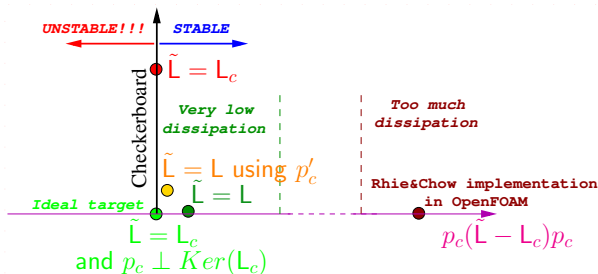 UNSTABLE!!! STABLE
L̃ = L_c
Checkerboard
Very low
dissipation
Too much
dissipation
L̃ = L using p′_c
L̃ = L
Rhie&Chow implementation
in OpenFOAM
Ideal target
L̃ = L_c
and p_c ⊥ Ker(L_c)
p_c(L̃ − L_c)p_c